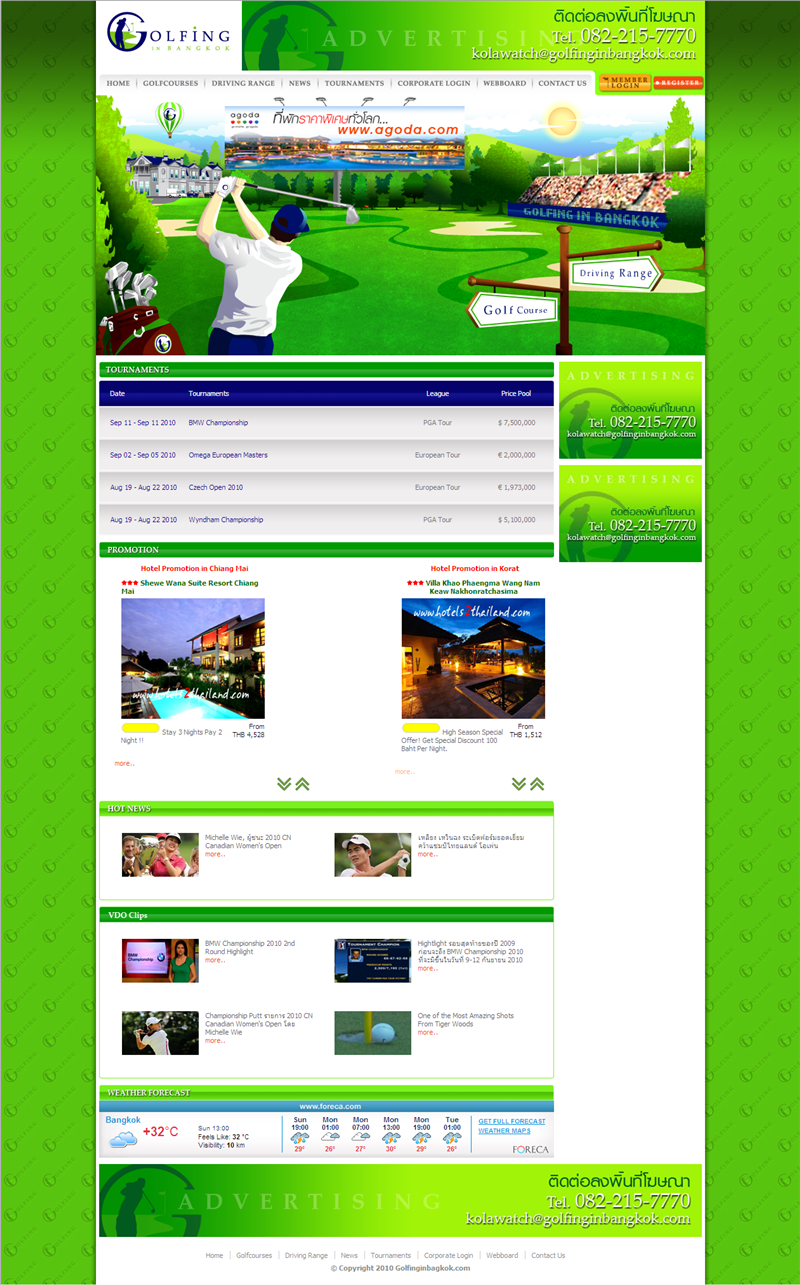 GOLFING
IN BANGKOK
ADVERTISING
ติดต่อลงพื้นที่โฆษณา
Tel. 082-215-7770
kolawatch@golfinginbangkok.com
HOME | GOLFCOURSES | DRIVING RANGE | NEWS | TOURNAMENTS | CORPORATE LOGIN | WEBBOARD | CONTACT US
MEMBER LOGIN
REGISTER
agoda
ที่พักราคาพิเศษทั่วโลก...
www.agoda.com
GOLFING IN BANGKOK
Driving Range
Golf Course
TOURNAMENTS
Date Tournaments League Price Pool
Sep 11 - Sep 11 2010 BMW Championship PGA Tour $ 7,500,000
Sep 02 - Sep 05 2010 Omega European Masters European Tour € 2,000,000
Aug 19 - Aug 22 2010 Czech Open 2010 European Tour € 1,973,000
Aug 19 - Aug 22 2010 Wyndham Championship PGA Tour $ 5,100,000
ADVERTISING
ติดต่อลงพื้นที่โฆษณา
Tel. 082-215-7770
kolawatch@golfinginbangkok.com
ADVERTISING
ติดต่อลงพื้นที่โฆษณา
Tel. 082-215-7770
kolawatch@golfinginbangkok.com
PROMOTION
Hotel Promotion in Chiang Mai
Shewe Wana Suite Resort Chiang
Mai
www.hotels2thailand.com
Stay 3 Nights Pay 2
Night !!
From
THB 4,528
more..
Hotel Promotion in Korat
Villa Khao Phaengma Wang Nam
Keaw Nakhonratchasima
www.hotels2thailand.com
High Season Special
Offer! Get Special Discount 100
Baht Per Night.
From
THB 1,512
more...
HOT NEWS
Michelle Wie, ผู้ชนะ 2010 CN
Canadian Women's Open
more..
เหลียง เหวินฉง ระเบิดฟอร์มยอดเยี่ยม
คว้าแชมป์ไทยแลนด์ โอเพ่น
more..
VDO Clips
BMW Championship 2010 2nd
Round Highlight
more..
BMW
Championship
TOURNAMENT CHAMPION
Hightlight รอบสุดท้ายของปี 2009
ก่อนจะถึง BMW Championship 2010
ที่จะมีขึ้นในวันที่ 9-12 กันยายน 2010
more..
Championship Putt รายการ 2010 CN
Canadian Women's Open โดย
Michelle Wie
more..
One of the Most Amazing Shots
From Tiger Woods
more..
WEATHER FORECAST
www.foreca.com
Bangkok
+32°C
Sun 13:00
Feels Like: 32 °C
Visibility: 10 km
Sun Mon Mon Mon Mon Tue
19:00 01:00 07:00 13:00 19:00 01:00
29° 26° 27° 30° 29° 26°
GET FULL FORECAST
WEATHER MAPS
FORECA
ADVERTISING
ติดต่อลงพื้นที่โฆษณา
Tel. 082-215-7770
kolawatch@golfinginbangkok.com
Home | Golfcourses | Driving Range | News | Tournaments | Corporate Login | Webboard | Contact Us
© Copyright 2010 Golfinginbagkok.com